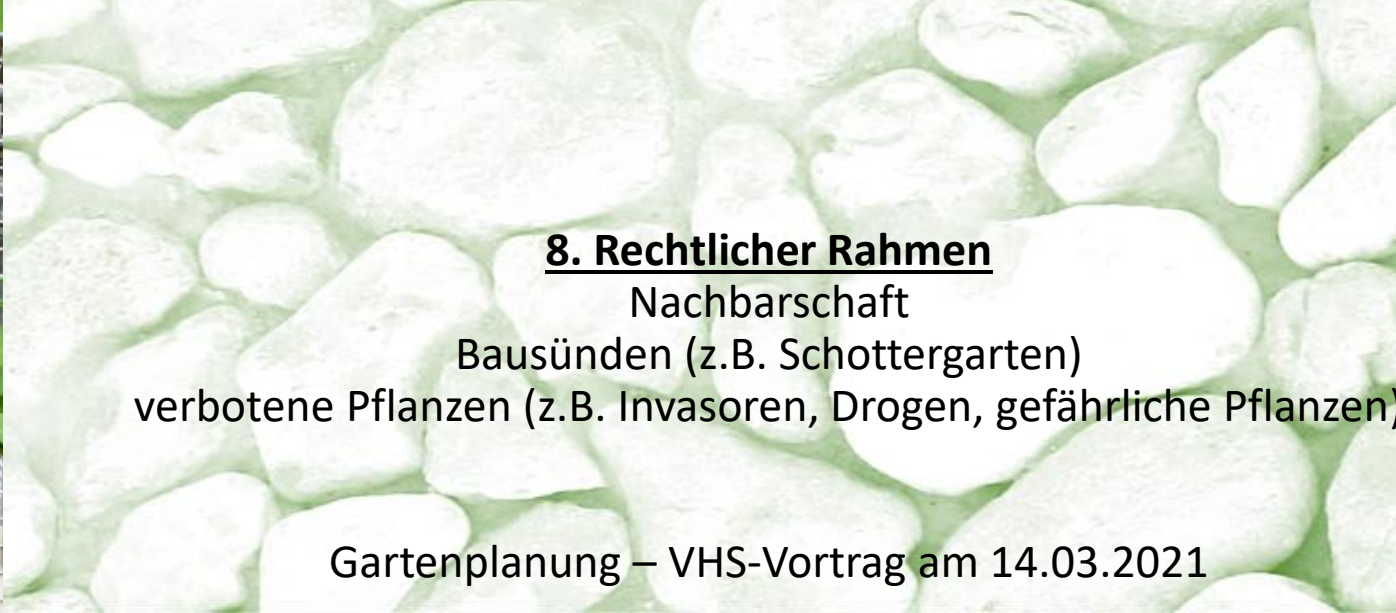 8. Rechtlicher Rahmen
Nachbarschaft
Bausünden (z.B. Schottergarten)
verbotene Pflanzen (z.B. Invasoren, Drogen, gefährliche Pflanzen)
Gartenplanung – VHS-Vortrag am 14.03.2021